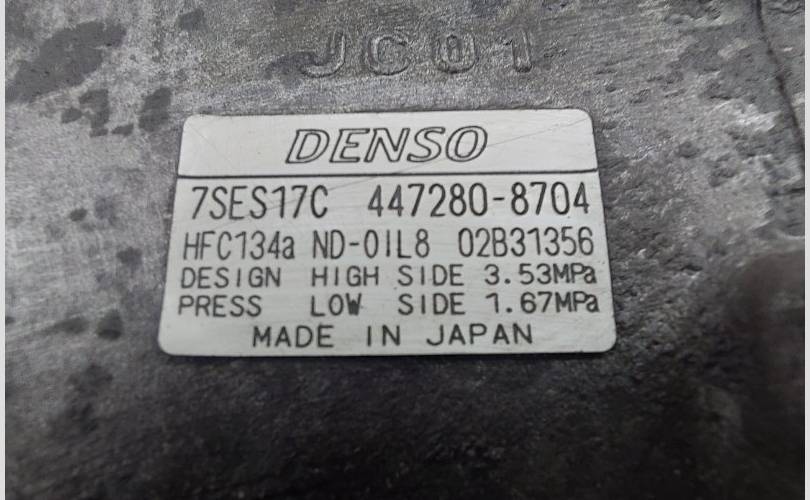 JC01
DENSO
7SES17C 447280-8704
HFC134a ND-OIL8 02B31356
DESIGN HIGH SIDE 3.53MPa
PRESS LOW SIDE 1.67MPa
MADE IN JAPAN